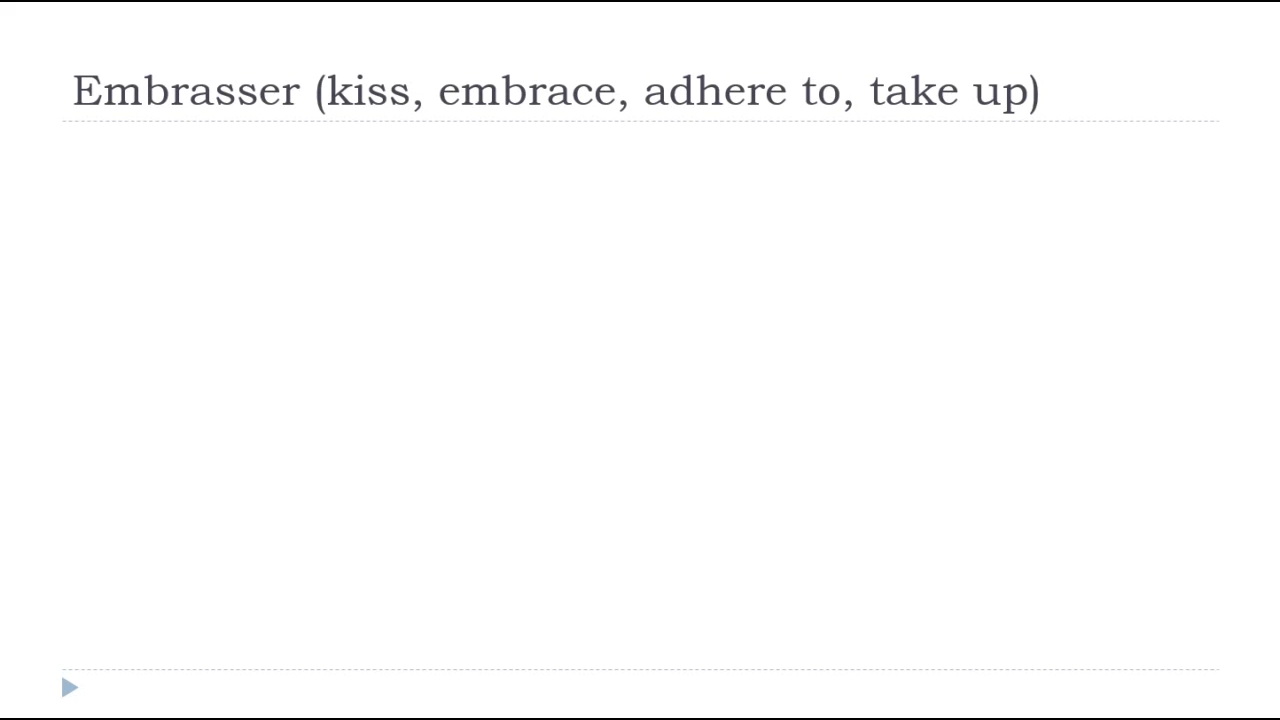 Embrasser (kiss, embrace, adhere to, take up)